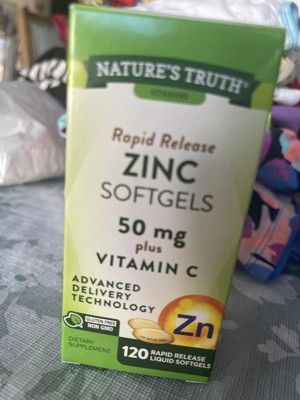 NATURE'S TRUTH®
VITAMINS
Rapid Release
ZINC
SOFTGELS
50 mg
plus
VITAMIN C
ADVANCED
DELIVERY
TECHNOLOGY
Zn
GLUTEN FREE
NON GMO
DIETARY
SUPPLEMENT
120 RAPID RELEASE
LIQUID SOFTGELS